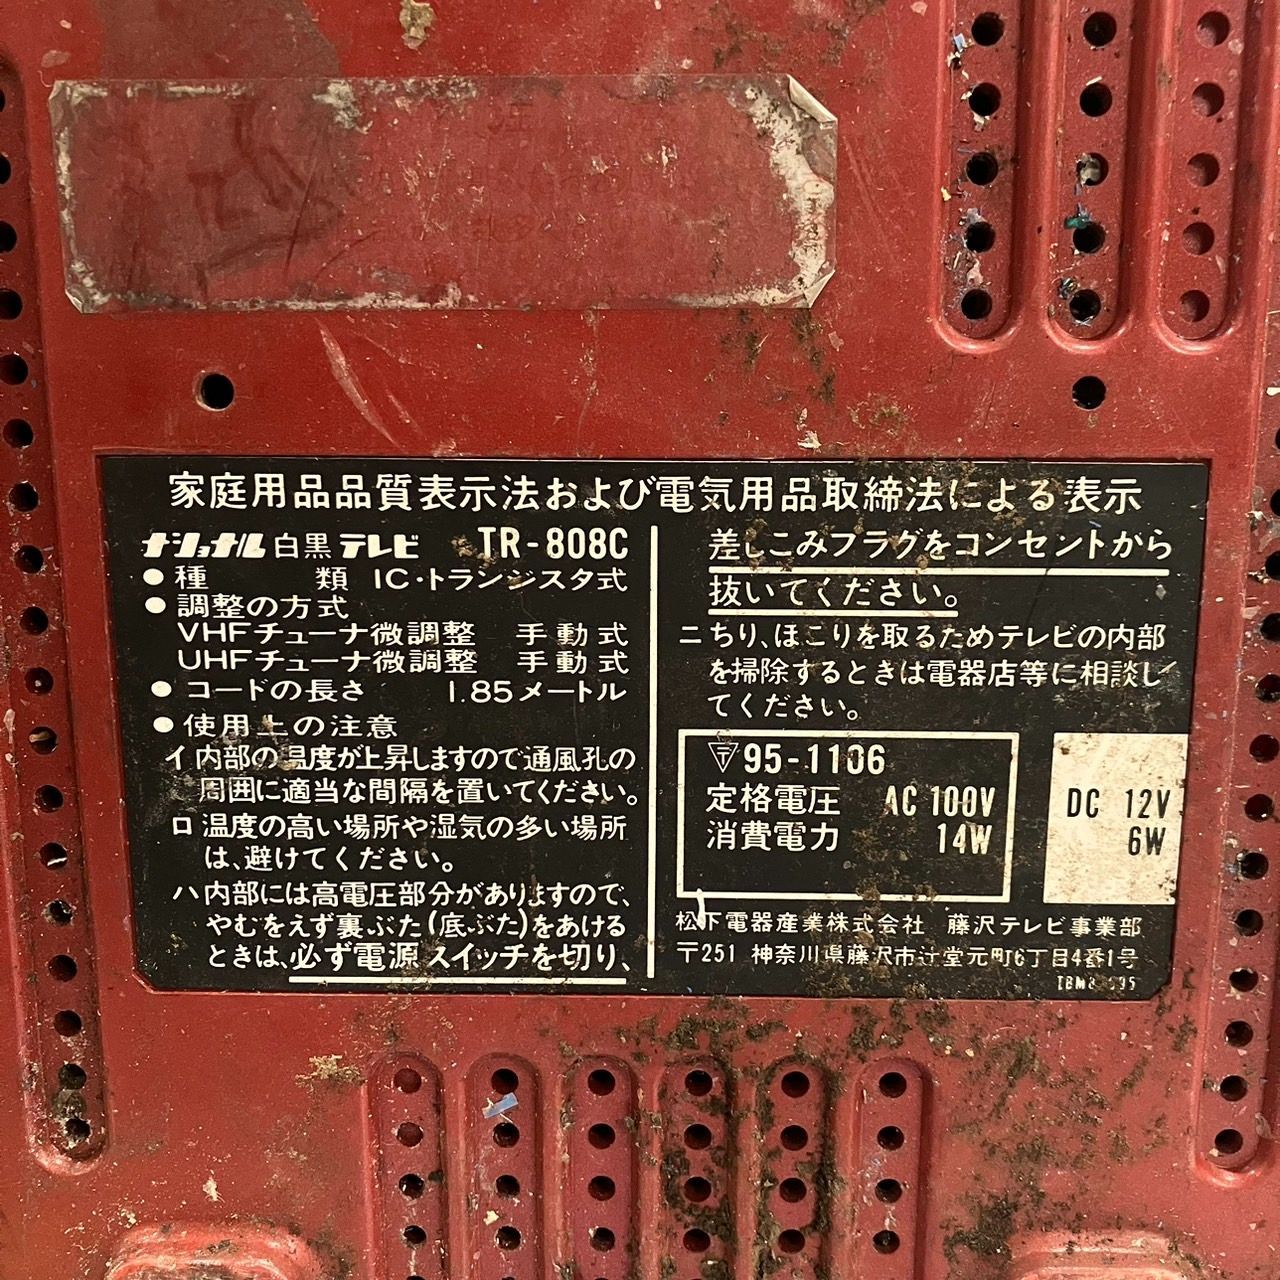 家庭用品品質表示法および電気用品取締法による表示
ナショナル白黒テレビ TR-808C
●種類 IC・トランジスタ式
●調整の方式
VHFチューナ微調整 手動式
UHFチューナ微調整 手動式
●コードの長さ 1.85メートル
●使用上の注意
イ 内部の温度が上昇しますので通風孔の
周囲に適当な間隔を置いてください。
ロ 温度の高い場所や湿気の多い場所
は、避けてください。
ハ 内部には高電圧部分がありますので、
やむをえず裏ぶた(底ぶた)をあける
ときは、必ず電源スイッチを切り、
差しこみプラグをコンセントから
抜いてください。
ニ ちり、ほこりを取るためテレビの内部
を掃除するときは電器店等に相談し
てください。
〒95-1106
定格電圧 AC 100V
消費電力 14W
DC 12V
6W
松下電器産業株式会社 藤沢テレビ事業部
〒251 神奈川県藤沢市辻堂元町6丁目4番1号